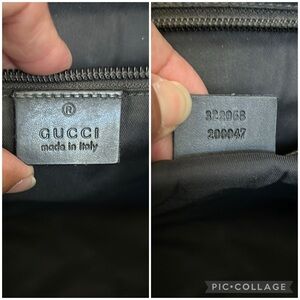 ®
GUCCI
made in Italy
322068
200047
PIC•COLLAGE